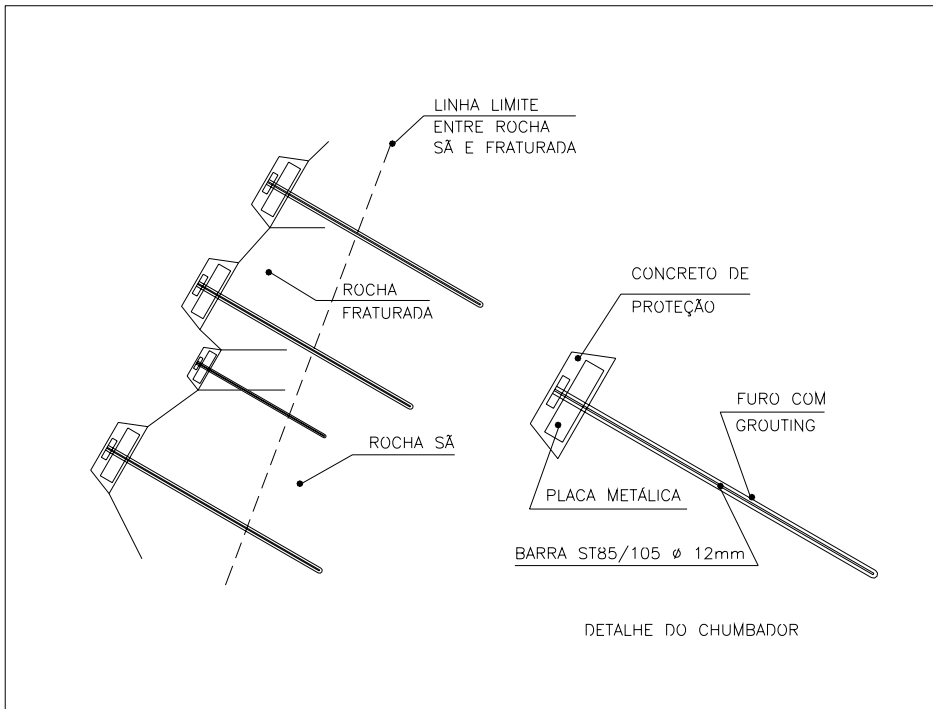 LINHA LIMITE
ENTRE ROCHA
SÃ E FRATURADA
ROCHA
FRATURADA
ROCHA SÃ
CONCRETO DE
PROTEÇÃO
FURO COM
GROUTING
PLACA METÁLICA
BARRA ST85/105 ø 12mm
DETALHE DO CHUMBADOR